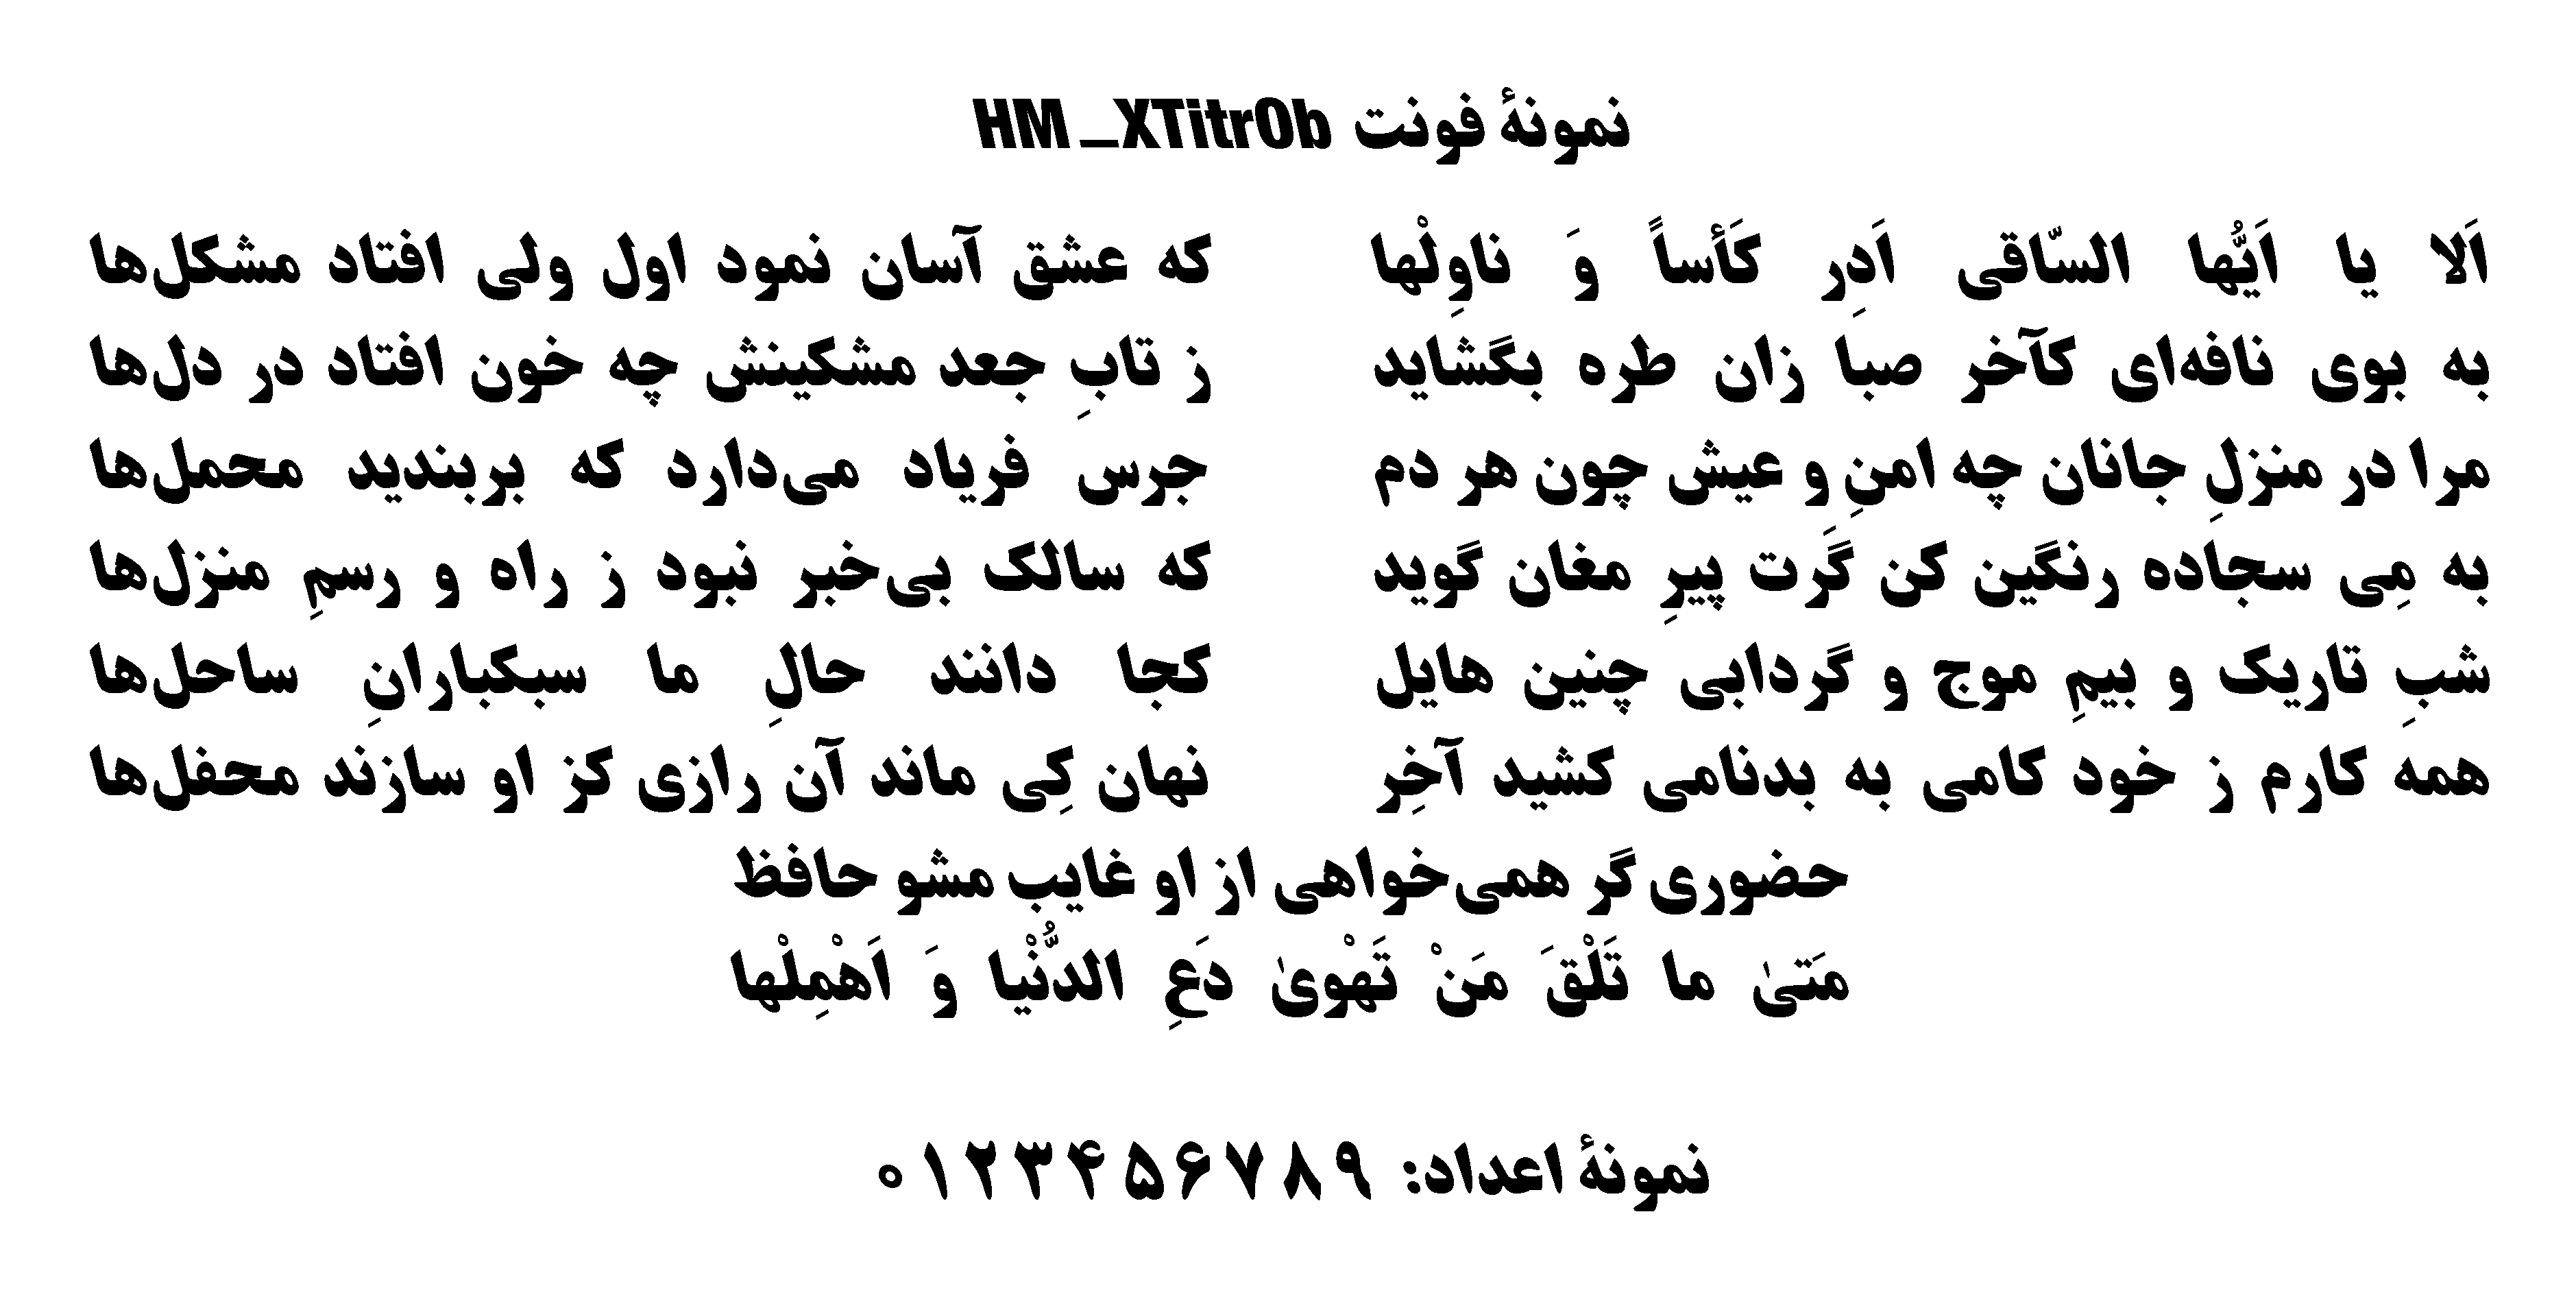 نمونهٔ فونت HM_XTitrOb
اَلا یا اَیُّها السّاقی اَدِر کَأساً وَ ناوِلْها که عشق آسان نمود اول ولی افتاد مشکل‌ها
به بوی نافه‌ای کآخر صبا زان طره بگشاید ز تابِ جعد مشکینش چه خون افتاد در دل‌ها
مرا در منزلِ جانان چه امنِ و عیش چون هر دم جرس فریاد می‌دارد که بربندید محمل‌ها
به مِی سجاده رنگین کن گَرت پیرِ مغان گوید که سالک بی‌خبر نبود ز راه و رسمِ منزل‌ها
شبِ تاریک و بیمِ موج و گردابی چنین هایل کجا دانند حالِ ما سبکبارانِ ساحل‌ها
همه کارم ز خود کامی به بدنامی کشید آخِر نهان کِی ماند آن رازی کز او سازند محفل‌ها
حضوری گر همی‌خواهی از او غایب مشو حافظ
مَتیٰ ما تَلْقَ مَنْ تَهْویٰ دَعِ الدُّنْیا وَ اَهْمِلْها
نمونهٔ اعداد: ۰۱۲۳۴۵۶۷۸۹